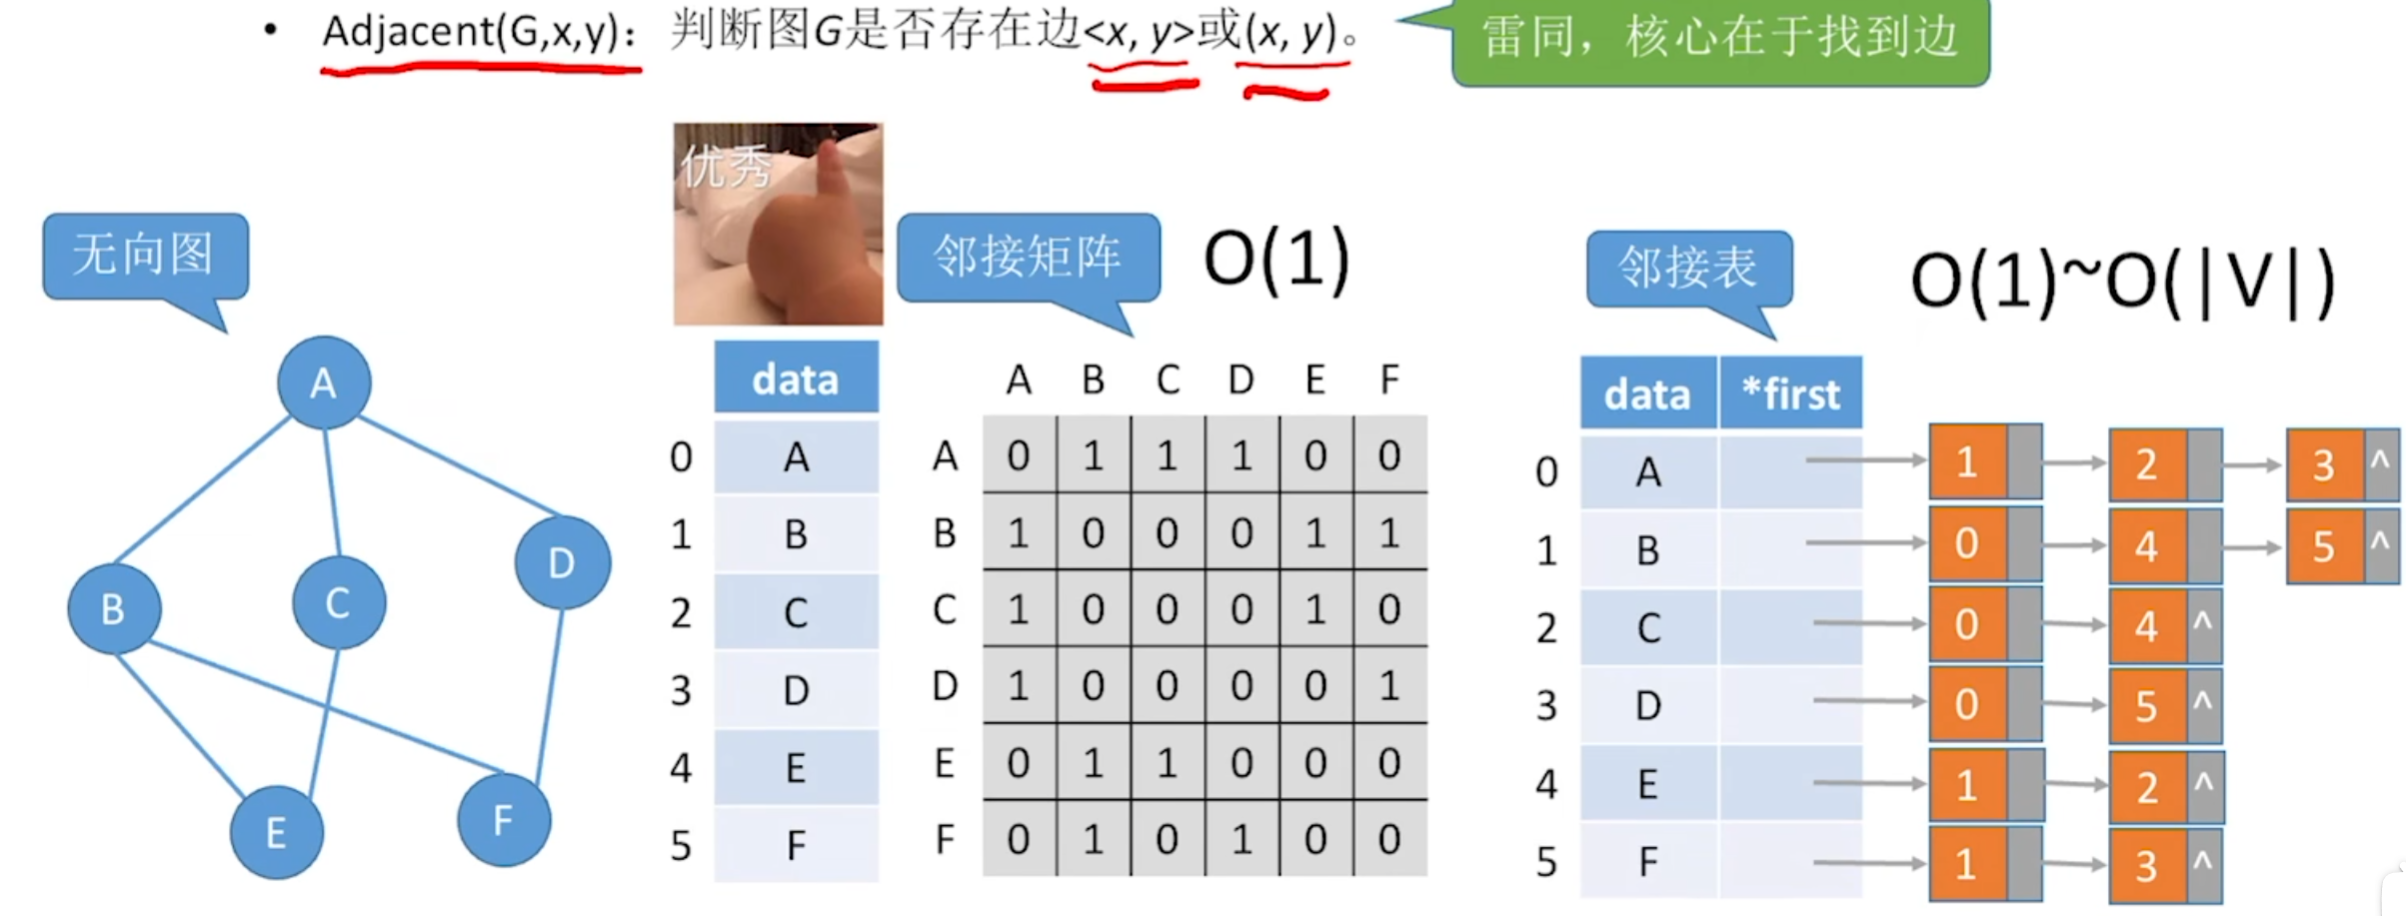 • Adjacent(G,x,y)：判断图G是否存在边<x, y>或(x, y)。
雷同，核心在于找到边
优秀
无向图
邻接矩阵
O(1)
邻接表
O(1)~O(|V|)
A
B
C
D
E
F
data
0 A
1 B
2 C
3 D
4 E
5 F
A B C D E F
A 0 1 1 1 0 0
B 1 0 0 0 1 1
C 1 0 0 0 1 0
D 1 0 0 0 0 1
E 0 1 1 0 0 0
F 0 1 0 1 0 0
data *first
0 A 1 2 3 ^
1 B 0 4 5 ^
2 C 0 4 ^
3 D 0 5 ^
4 E 1 2 ^
5 F 1 3 ^